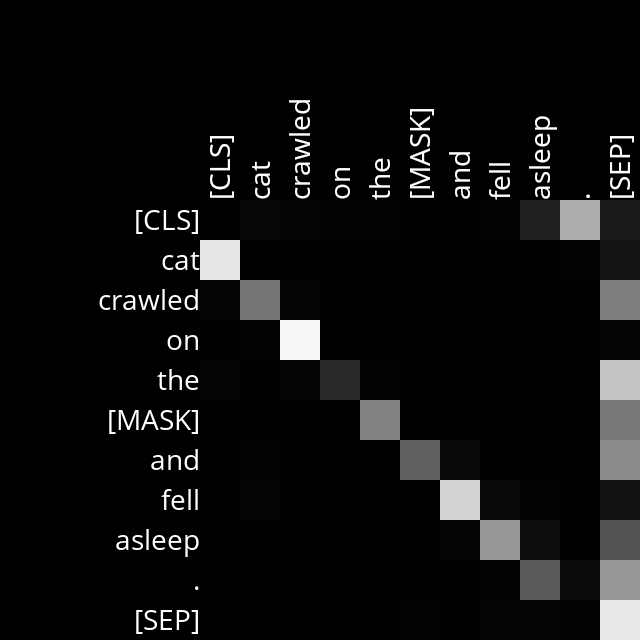 [CLS] cat crawled on the [MASK] and fell asleep . [SEP]
[CLS]
cat
crawled
on
the
[MASK]
and
fell
asleep
.
[SEP]